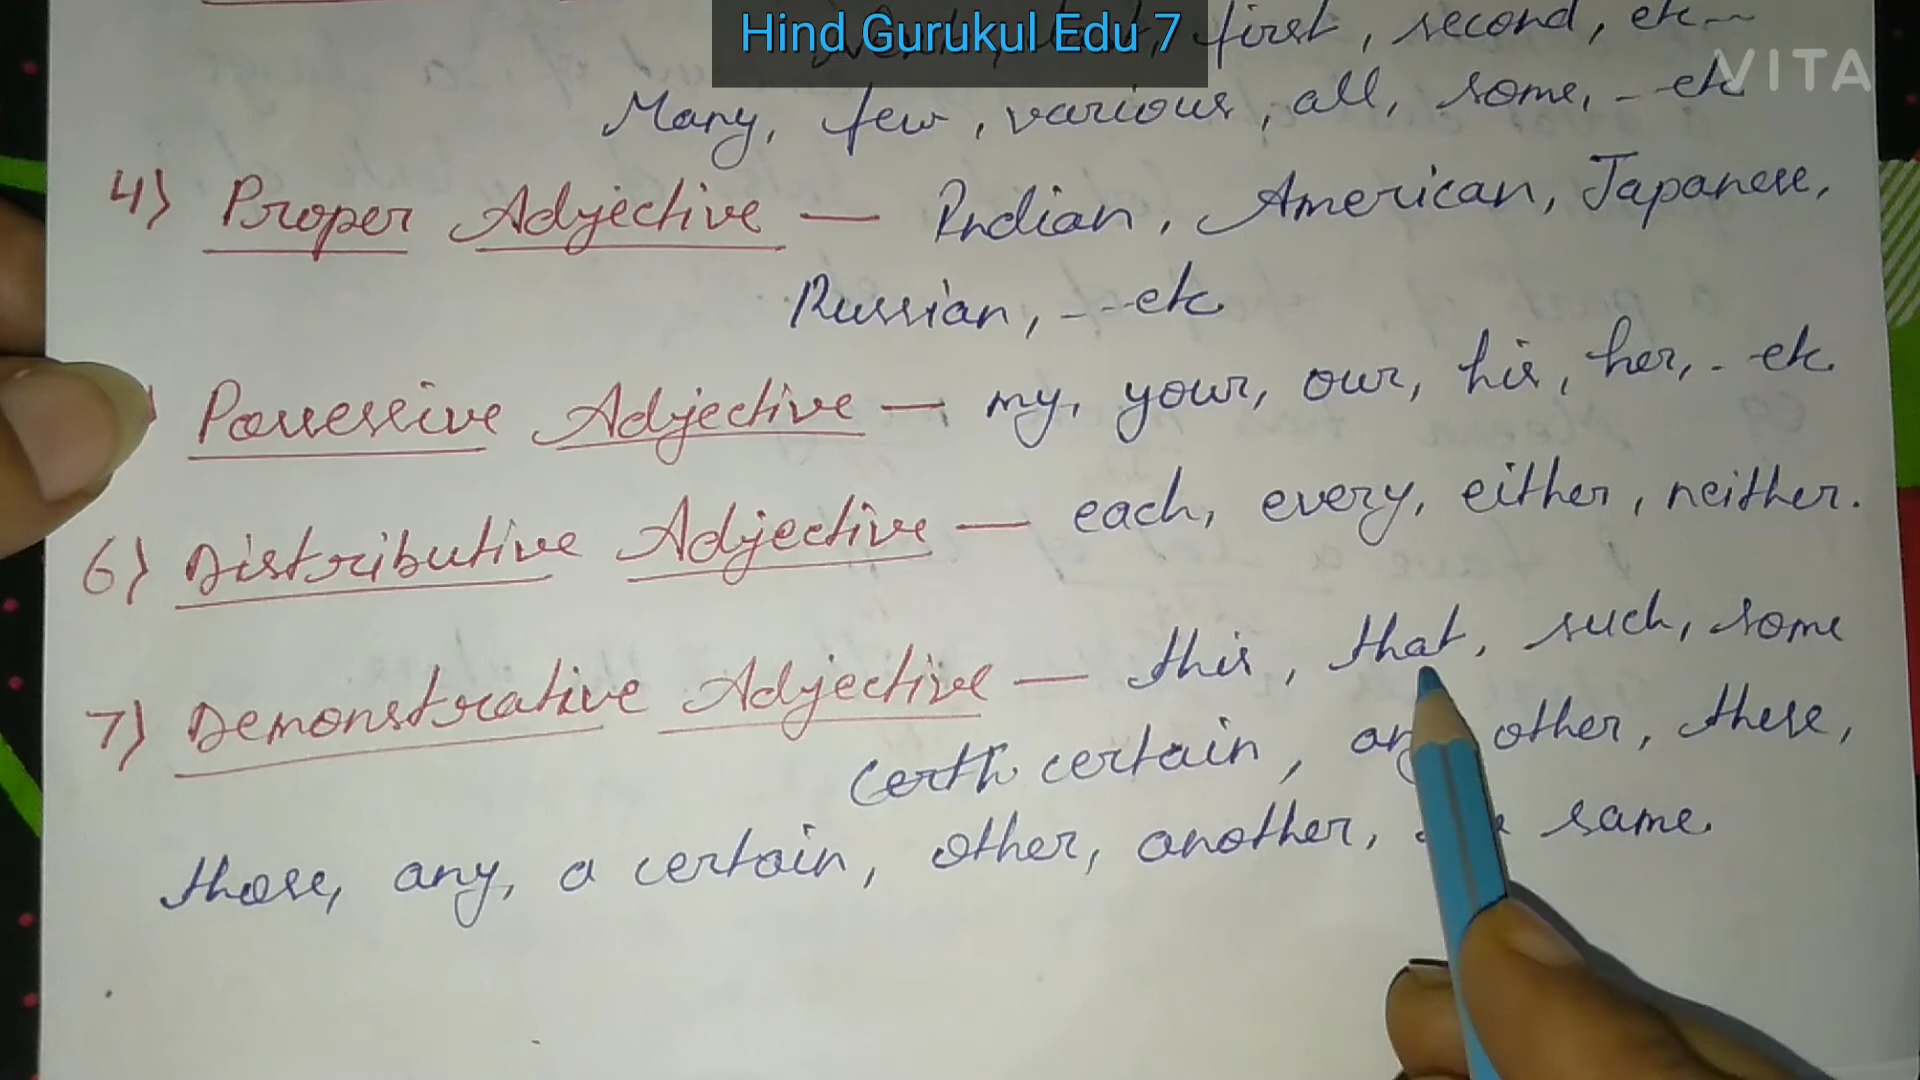 Hind Gurukul Edu 7
first, second, etc
VITA
Many, few, various, all, some, -- etc
4) Proper Adjective — Indian, American, Japanese,
Russian, --- etc
Possessive Adjective — my, your, our, his, her, - etc.
6) Distributive Adjective — each, every, either, neither.
7) Demonstrative Adjective — this, that, such, some
certain, other, these,
those, any, a certain, other, another, same.